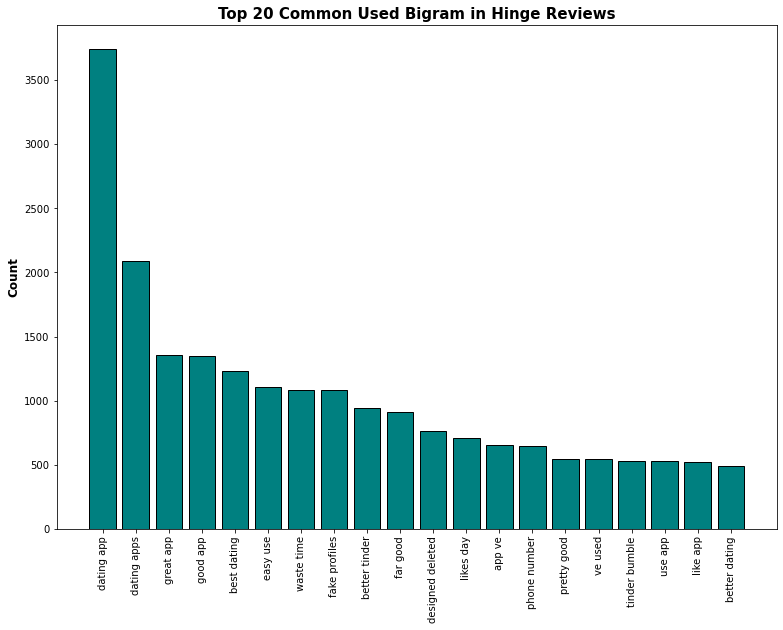 Top 20 Common Used Bigram in Hinge Reviews
Count
3500
3000
2500
2000
1500
1000
500
0
dating app
dating apps
great app
good app
best dating
easy use
waste time
fake profiles
better tinder
far good
designed deleted
likes day
app ve
phone number
pretty good
ve used
tinder bumble
use app
like app
better dating